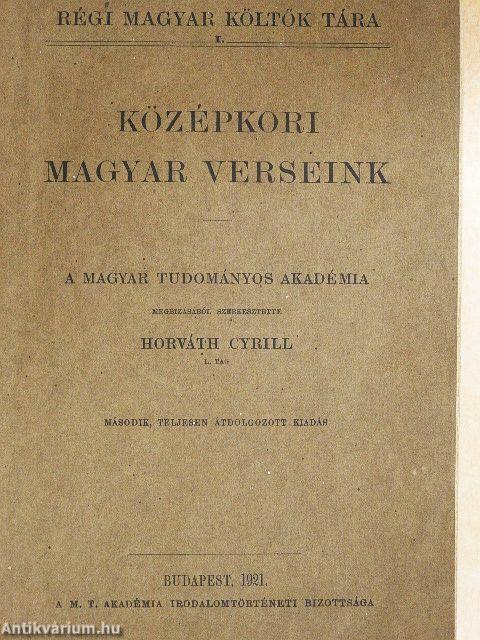 RÉGI MAGYAR KÖLTŐK TÁRA
I.
KÖZÉPKORI
MAGYAR VERSEINK
A MAGYAR TUDOMÁNYOS AKADÉMIA
MEGBIZÁSÁBÓL SZERKESZTETTE
HORVÁTH CYRILL
L. TAG
MÁSODIK, TELJESEN ÁTDOLGOZOTT KIADÁS
BUDAPEST, 1921.
A M. T. AKADÉMIA IRODALOMTÖRTÉNETI BIZOTTSÁGA
Antikvárium.hu